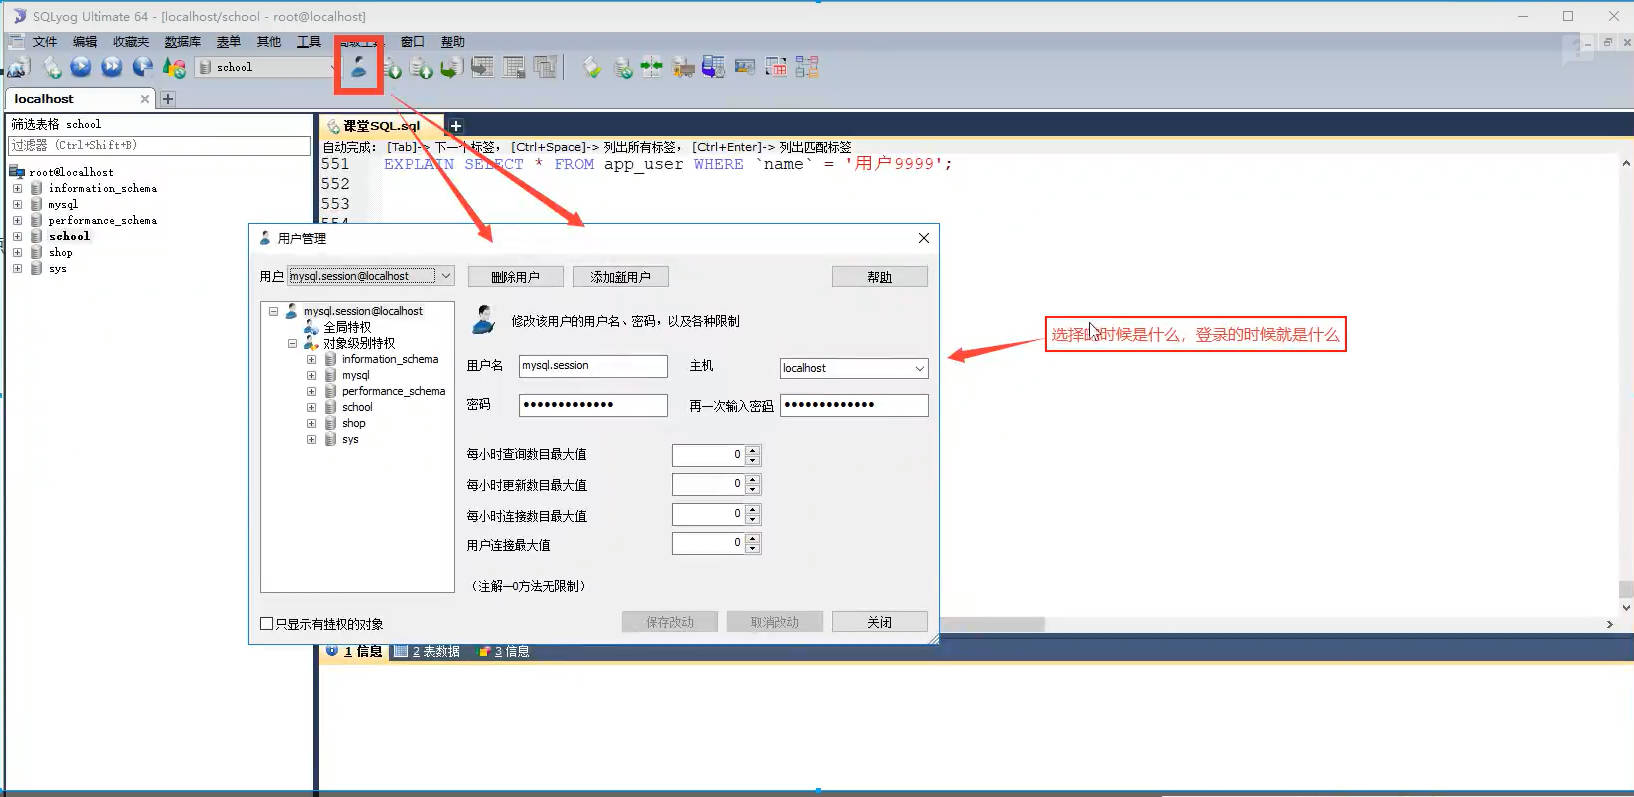 SQLyog Ultimate 64 - [localhost/school - root@localhost]
文件 编辑 收藏夹 数据库 表单 其他 工具 高级工具 窗口 帮助
school
localhost
筛选表格 school
过滤器 (Ctrl+Shift+B)
root@localhost
information_schema
mysql
performance_schema
school
shop
sys
课堂SQL.sql
自动完成: [Tab]-> 下一个标签, [Ctrl+Space]-> 列出所有标签, [Ctrl+Enter]-> 列出匹配标签
551 EXPLAIN SELECT * FROM app_user WHERE `name` = '用户9999';
552
553
554
用户管理
用户 mysql.session@localhost 删除用户 添加新用户 帮助
mysql.session@localhost
全局特权
对象级别特权
information_schema
mysql
performance_schema
school
shop
sys
修改该用户的用户名、密码，以及各种限制
用户名 mysql.session 主机 localhost
密码 ●●●●●●●●●●●●● 再一次输入密码 ●●●●●●●●●●●●●
每小时查询数目最大值 0
每小时更新数目最大值 0
每小时连接数目最大值 0
用户连接最大值 0
（注解—0方法无限制）
只显示有特权的对象
保存改动 取消改动 关闭
选择 时候是什么，登录的时候就是什么
1 信息 2 表数据 3 信息